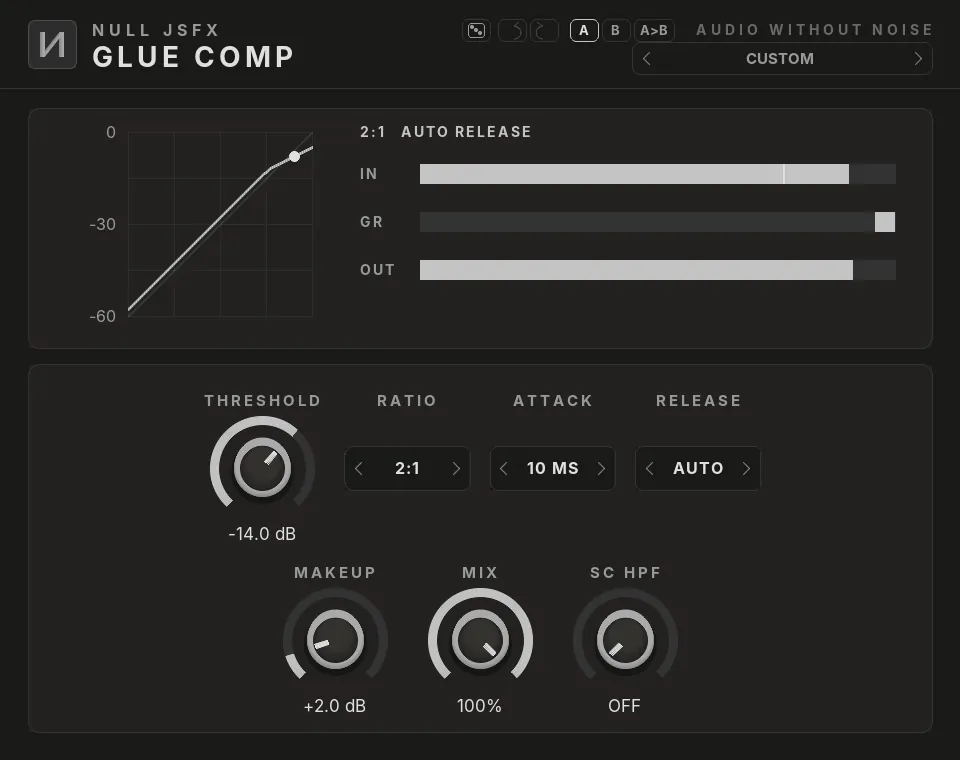 NULL JSFX
GLUE COMP
A B A>B AUDIO WITHOUT NOISE
CUSTOM
0
-30
-60
2:1 AUTO RELEASE
IN
GR
OUT
THRESHOLD RATIO ATTACK RELEASE
2:1 10 MS AUTO
-14.0 dB
MAKEUP MIX SC HPF
+2.0 dB 100% OFF